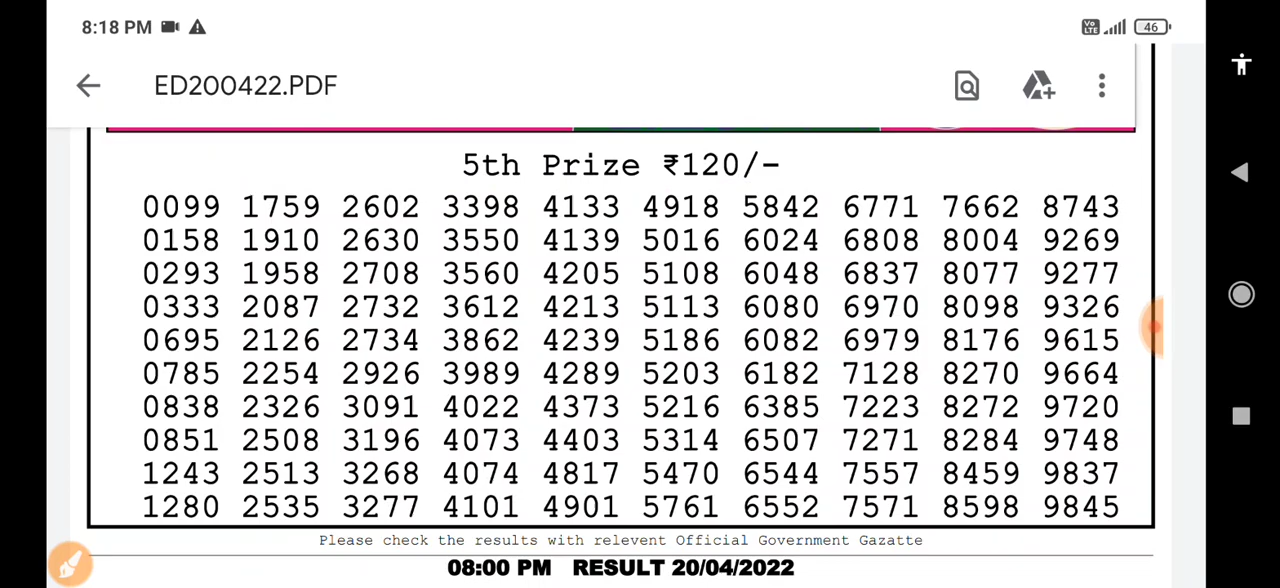 8:18 PM
Vo LTE 46
ED200422.PDF
5th Prize ₹120/-
0099 1759 2602 3398 4133 4918 5842 6771 7662 8743
0158 1910 2630 3550 4139 5016 6024 6808 8004 9269
0293 1958 2708 3560 4205 5108 6048 6837 8077 9277
0333 2087 2732 3612 4213 5113 6080 6970 8098 9326
0695 2126 2734 3862 4239 5186 6082 6979 8176 9615
0785 2254 2926 3989 4289 5203 6182 7128 8270 9664
0838 2326 3091 4022 4373 5216 6385 7223 8272 9720
0851 2508 3196 4073 4403 5314 6507 7271 8284 9748
1243 2513 3268 4074 4817 5470 6544 7557 8459 9837
1280 2535 3277 4101 4901 5761 6552 7571 8598 9845
Please check the results with relevent Official Government Gazatte
08:00 PM RESULT 20/04/2022